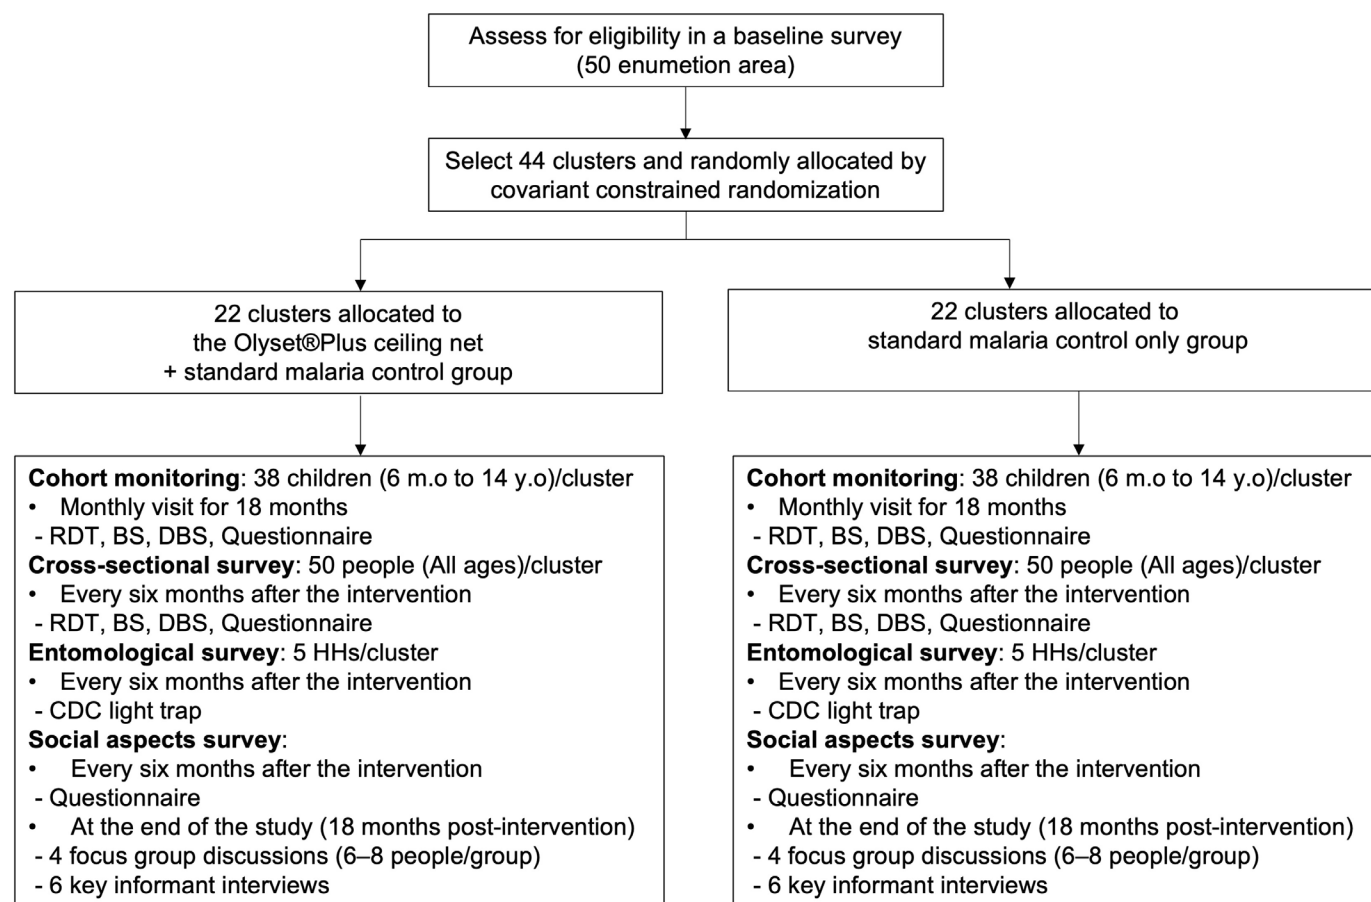 Assess for eligibility in a baseline survey
(50 enumetion area)
Select 44 clusters and randomly allocated by
covariant constrained randomization
22 clusters allocated to
the Olyset®Plus ceiling net
+ standard malaria control group
22 clusters allocated to
standard malaria control only group
Cohort monitoring: 38 children (6 m.o to 14 y.o)/cluster
• Monthly visit for 18 months
- RDT, BS, DBS, Questionnaire
Cross-sectional survey: 50 people (All ages)/cluster
• Every six months after the intervention
- RDT, BS, DBS, Questionnaire
Entomological survey: 5 HHs/cluster
• Every six months after the intervention
- CDC light trap
Social aspects survey:
• Every six months after the intervention
- Questionnaire
• At the end of the study (18 months post-intervention)
- 4 focus group discussions (6–8 people/group)
- 6 key informant interviews
Cohort monitoring: 38 children (6 m.o to 14 y.o)/cluster
• Monthly visit for 18 months
- RDT, BS, DBS, Questionnaire
Cross-sectional survey: 50 people (All ages)/cluster
• Every six months after the intervention
- RDT, BS, DBS, Questionnaire
Entomological survey: 5 HHs/cluster
• Every six months after the intervention
- CDC light trap
Social aspects survey:
• Every six months after the intervention
- Questionnaire
• At the end of the study (18 months post-intervention)
- 4 focus group discussions (6–8 people/group)
- 6 key informant interviews